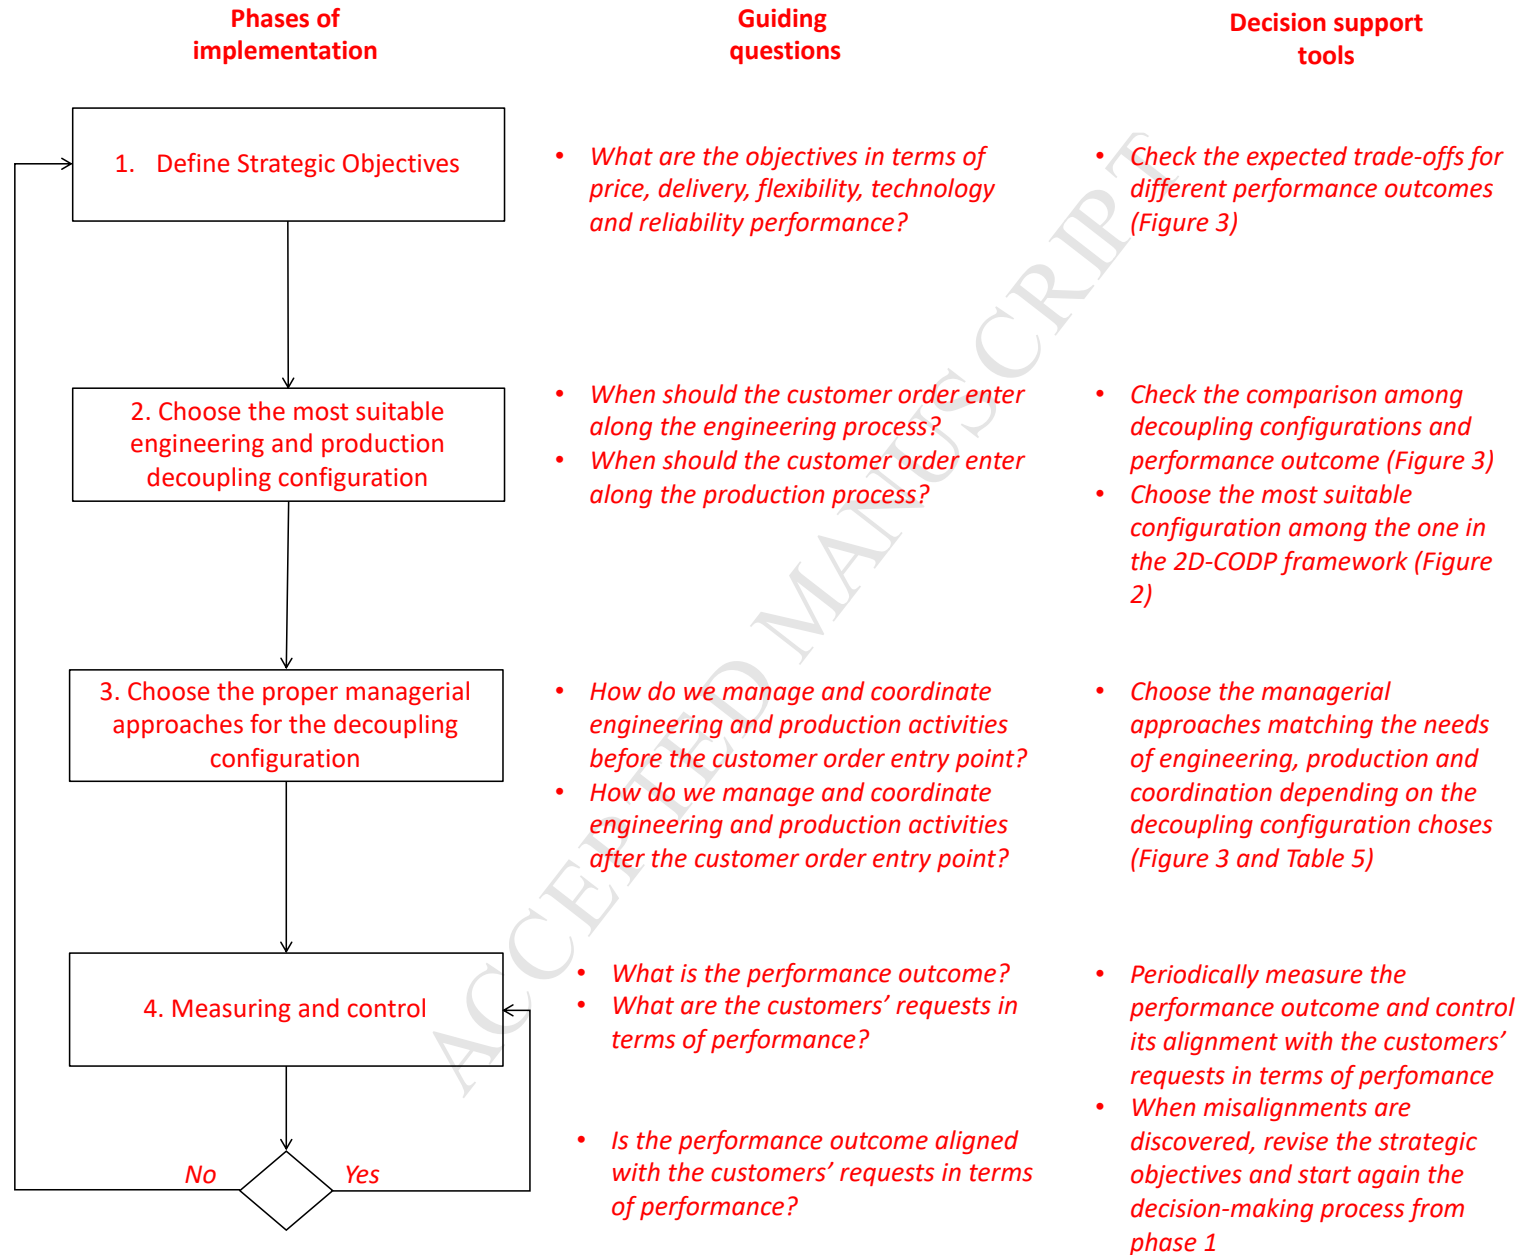 Phases of
implementation
Guiding
questions
Decision support
tools
1. Define Strategic Objectives
• What are the objectives in terms of
price, delivery, flexibility, technology
and reliability performance?
• Check the expected trade-offs for
different performance outcomes
(Figure 3)
2. Choose the most suitable
engineering and production
decoupling configuration
• When should the customer order enter
along the engineering process?
• When should the customer order enter
along the production process?
• Check the comparison among
decoupling configurations and
performance outcome (Figure 3)
• Choose the most suitable
configuration among the one in
the 2D-CODP framework (Figure
2)
3. Choose the proper managerial
approaches for the decoupling
configuration
• How do we manage and coordinate
engineering and production activities
before the customer order entry point?
• How do we manage and coordinate
engineering and production activities
after the customer order entry point?
• Choose the managerial
approaches matching the needs
of engineering, production and
coordination depending on the
decoupling configuration choses
(Figure 3 and Table 5)
4. Measuring and control
• What is the performance outcome?
• What are the customers’ requests in
terms of performance?
• Periodically measure the
performance outcome and control
its alignment with the customers’
requests in terms of perfomance
• When misalignments are
discovered, revise the strategic
objectives and start again the
decision-making process from
phase 1
No
Yes
• Is the performance outcome aligned
with the customers’ requests in terms
of performance?
ACCEPTED MANUSCRIPT